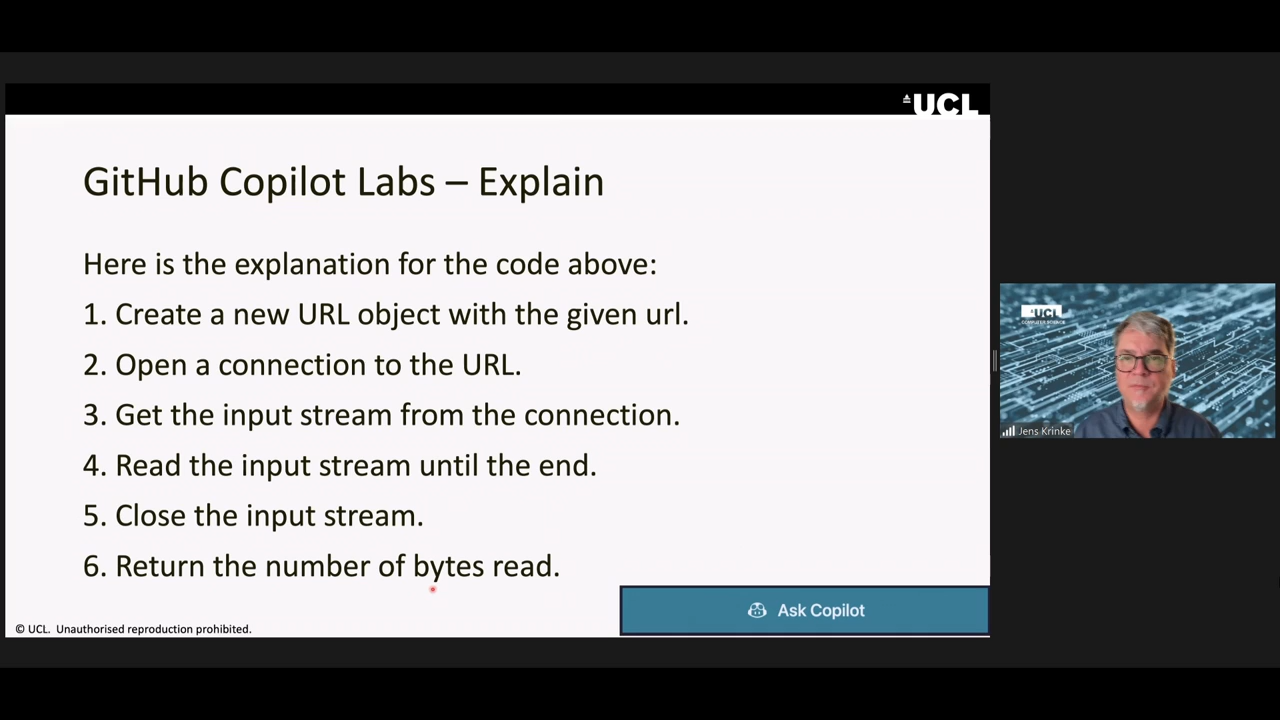 UCL
GitHub Copilot Labs – Explain
Here is the explanation for the code above:
1. Create a new URL object with the given url.
2. Open a connection to the URL.
3. Get the input stream from the connection.
4. Read the input stream until the end.
5. Close the input stream.
6. Return the number of bytes read.
Ask Copilot
© UCL. Unauthorised reproduction prohibited.
UCL
COMPUTER SCIENCE
Jens Krinke